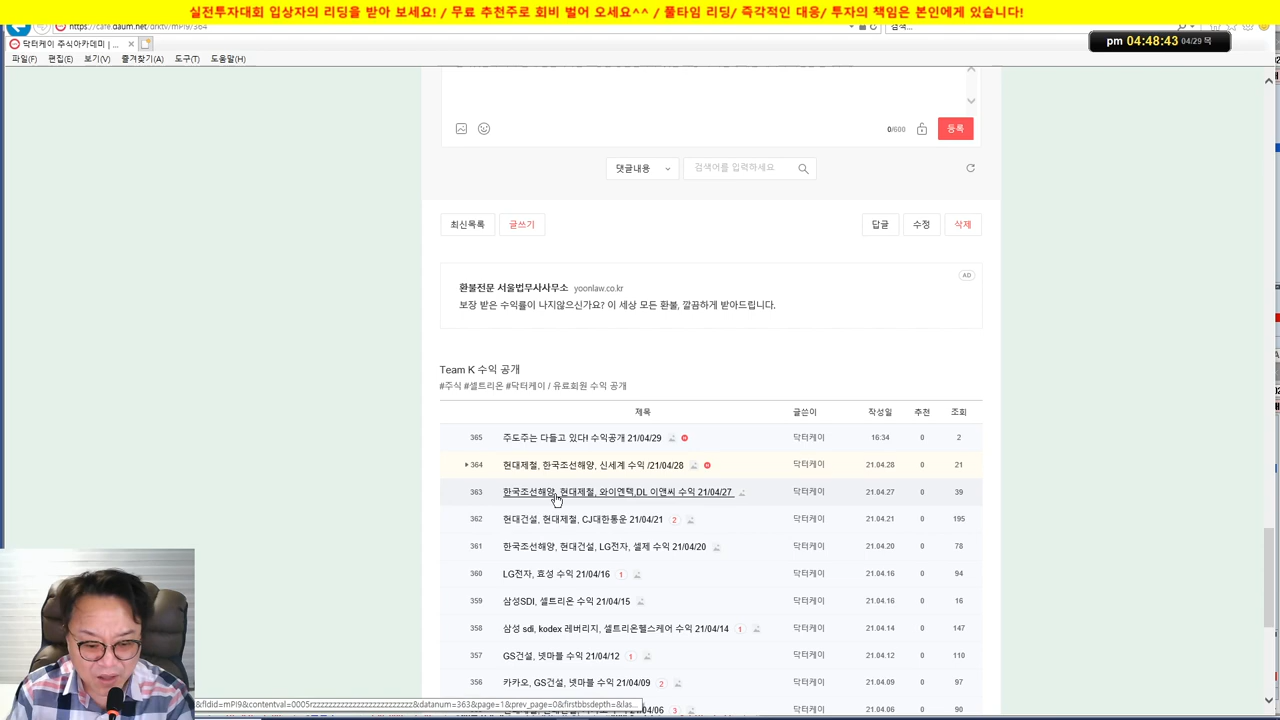 실전투자대회 입상자의 리딩을 받아 보세요! / 무료 추천주로 회비 벌어 오세요^^ / 풀타임 리딩/ 즉각적인 대응/ 투자의 책임은 본인에게 있습니다!
https://cafe.daum.net/drktv/mPI9/364
검색...
닥터케이 주식아카데미 | ...
pm 04:48:43 04/29 목
파일(F) 편집(E) 보기(V) 즐겨찾기(A) 도구(T) 도움말(H)
0/600 등록
댓글내용 검색어를 입력하세요
최신목록 글쓰기 답글 수정 삭제
AD
환불전문 서울법무사사무소 yoonlaw.co.kr
보장 받은 수익률이 나지않으신가요? 이 세상 모든 환불, 깔끔하게 받아드립니다.
Team K 수익 공개
#주식 #셀트리온 #닥터케이 / 유료회원 수익 공개
제목 글쓴이 작성일 추천 조회
365 주도주는 다들고 있다! 수익공개 21/04/29 닥터케이 16:34 0 2
364 현대제철, 한국조선해양, 신세계 수익 /21/04/28 닥터케이 21.04.28 0 21
363 한국조선해양, 현대제철, 와이엔텍,DL 이앤씨 수익 21/04/27 닥터케이 21.04.27 0 39
362 현대건설, 현대제철, CJ대한통운 21/04/21 2 닥터케이 21.04.21 0 195
361 한국조선해양, 현대건설, LG전자, 셀제 수익 21/04/20 닥터케이 21.04.20 0 78
360 LG전자, 효성 수익 21/04/16 1 닥터케이 21.04.16 0 94
359 삼성SDI, 셀트리온 수익 21/04/15 닥터케이 21.04.16 0 16
358 삼성 sdi, kodex 레버리지, 셀트리온헬스케어 수익 21/04/14 1 닥터케이 21.04.14 0 147
357 GS건설, 넷마블 수익 21/04/12 1 닥터케이 21.04.12 0 110
356 카카오, GS건설, 넷마블 수익 21/04/09 2 닥터케이 21.04.09 0 97
04/06 3 닥터케이 21.04.06 0 90